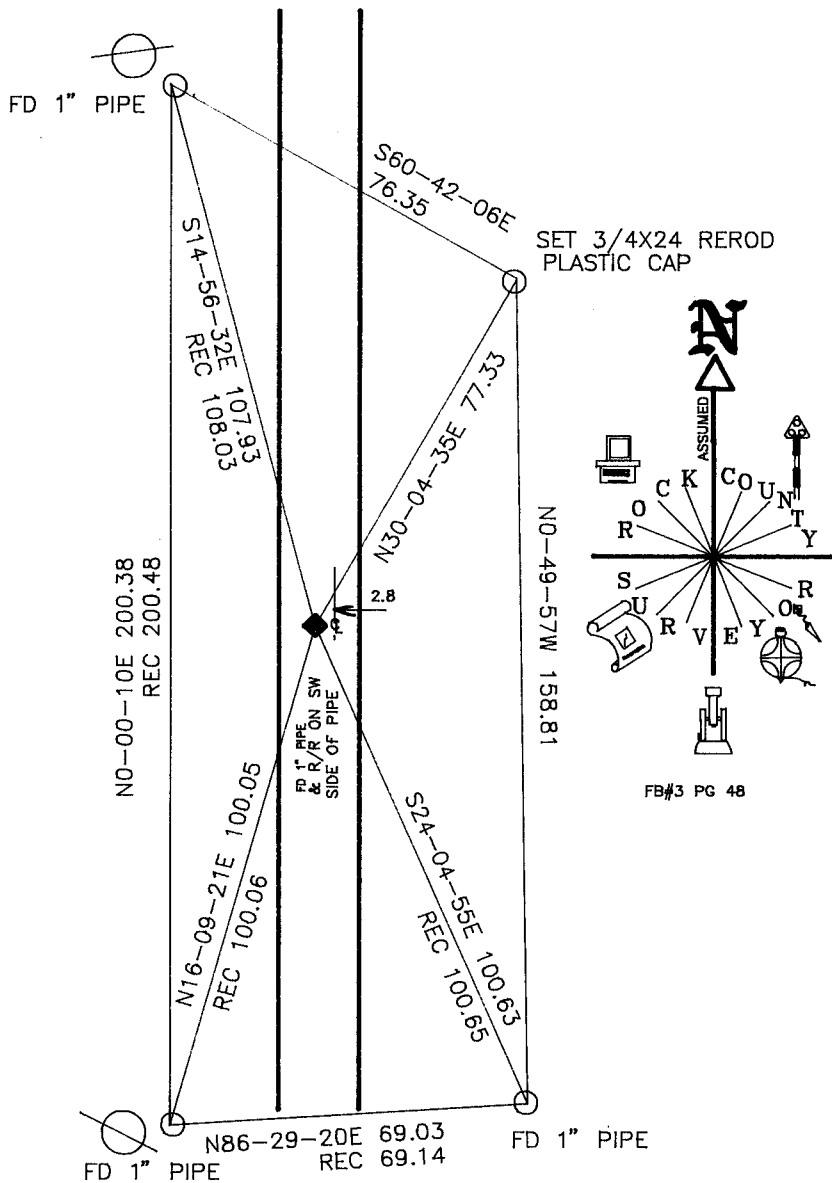 FD 1" PIPE
S60-42-06E
76.35
SET 3/4X24 REROD
PLASTIC CAP
S14-56-32E 107.93
REC 108.03
N30-04-35E 77.33
N
ASSUMED
ROCK COUNTY
SURVEYOR
2.8
N0-00-10E 200.38
REC 200.48
N0-49-57W 158.81
FD 1" PIPE
& R/R ON SW
SIDE OF PIPE
FB#3 PG 48
N16-09-21E 100.05
REC 100.06
S24-04-55E 100.63
REC 100.65
N86-29-20E 69.03
REC 69.14
FD 1" PIPE
FD 1" PIPE